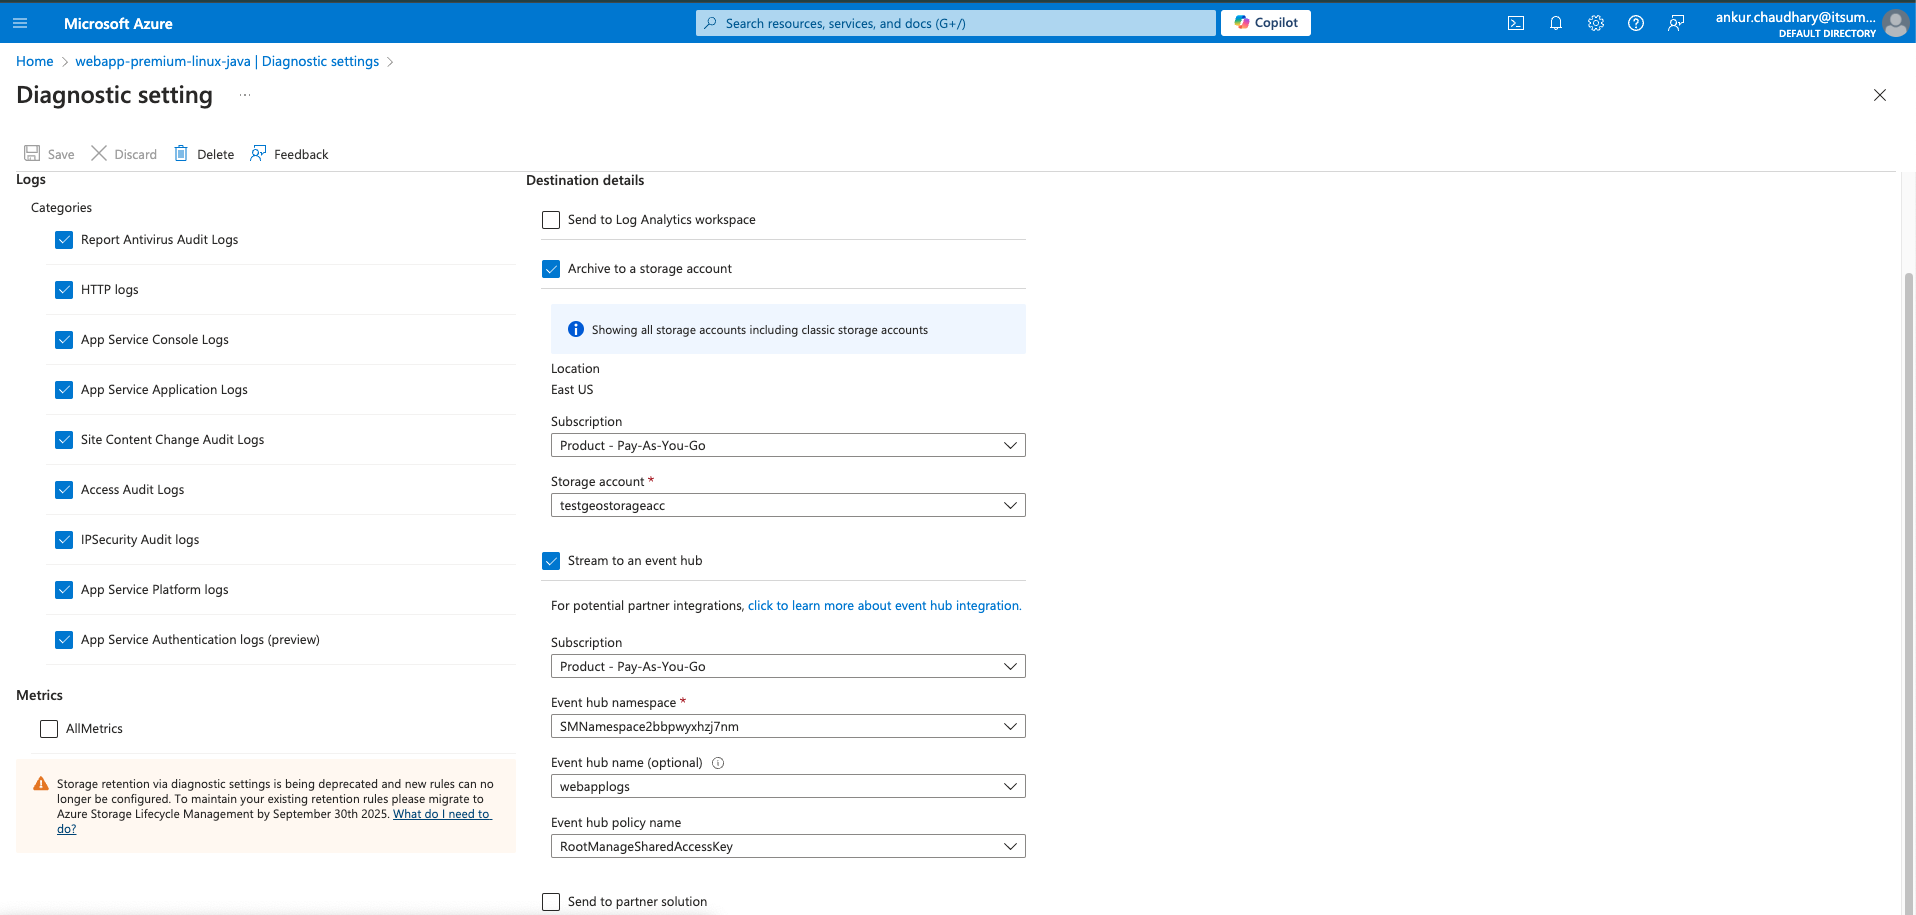 Microsoft Azure
Search resources, services, and docs (G+/)
Copilot
ankur.chaudhary@itsum...
DEFAULT DIRECTORY
Home > webapp-premium-linux-java | Diagnostic settings >
Diagnostic setting ...
Save
Discard
Delete
Feedback
Logs
Categories
Report Antivirus Audit Logs
HTTP logs
App Service Console Logs
App Service Application Logs
Site Content Change Audit Logs
Access Audit Logs
IPSecurity Audit logs
App Service Platform logs
App Service Authentication logs (preview)
Metrics
AllMetrics
Storage retention via diagnostic settings is being deprecated and new rules can no
longer be configured. To maintain your existing retention rules please migrate to
Azure Storage Lifecycle Management by September 30th 2025. What do I need to
do?
Destination details
Send to Log Analytics workspace
Archive to a storage account
Showing all storage accounts including classic storage accounts
Location
East US
Subscription
Product - Pay-As-You-Go
Storage account *
testgeostorageacc
Stream to an event hub
For potential partner integrations, click to learn more about event hub integration.
Subscription
Product - Pay-As-You-Go
Event hub namespace *
SMNamespace2bbpwyxhzj7nm
Event hub name (optional)
webapplogs
Event hub policy name
RootManageSharedAccessKey
Send to partner solution